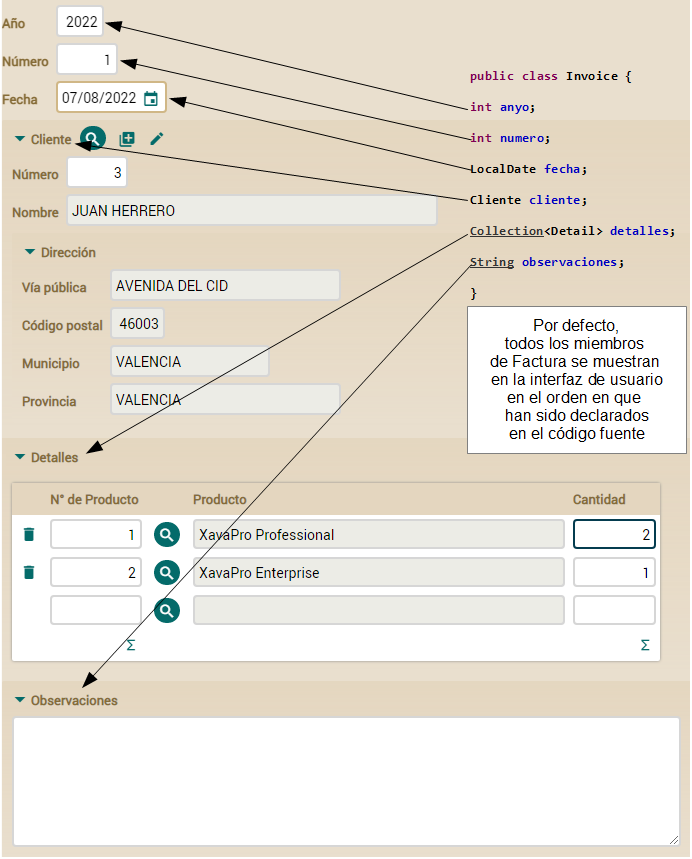 Año 2022
Número 1
Fecha 07/08/2022
Cliente
Número 3
Nombre JUAN HERRERO
Dirección
Vía pública AVENIDA DEL CID
Código postal 46003
Municipio VALENCIA
Provincia VALENCIA
public class Invoice {
int anyo;
int numero;
LocalDate fecha;
Cliente cliente;
Collection<Detail> detalles;
String observaciones;
}
Por defecto,
todos los miembros
de Factura se muestran
en la interfaz de usuario
en el orden en que
han sido declarados
en el código fuente
Detalles
N° de Producto Producto Cantidad
1 XavaPro Professional 2
2 XavaPro Enterprise 1
Σ Σ
Observaciones